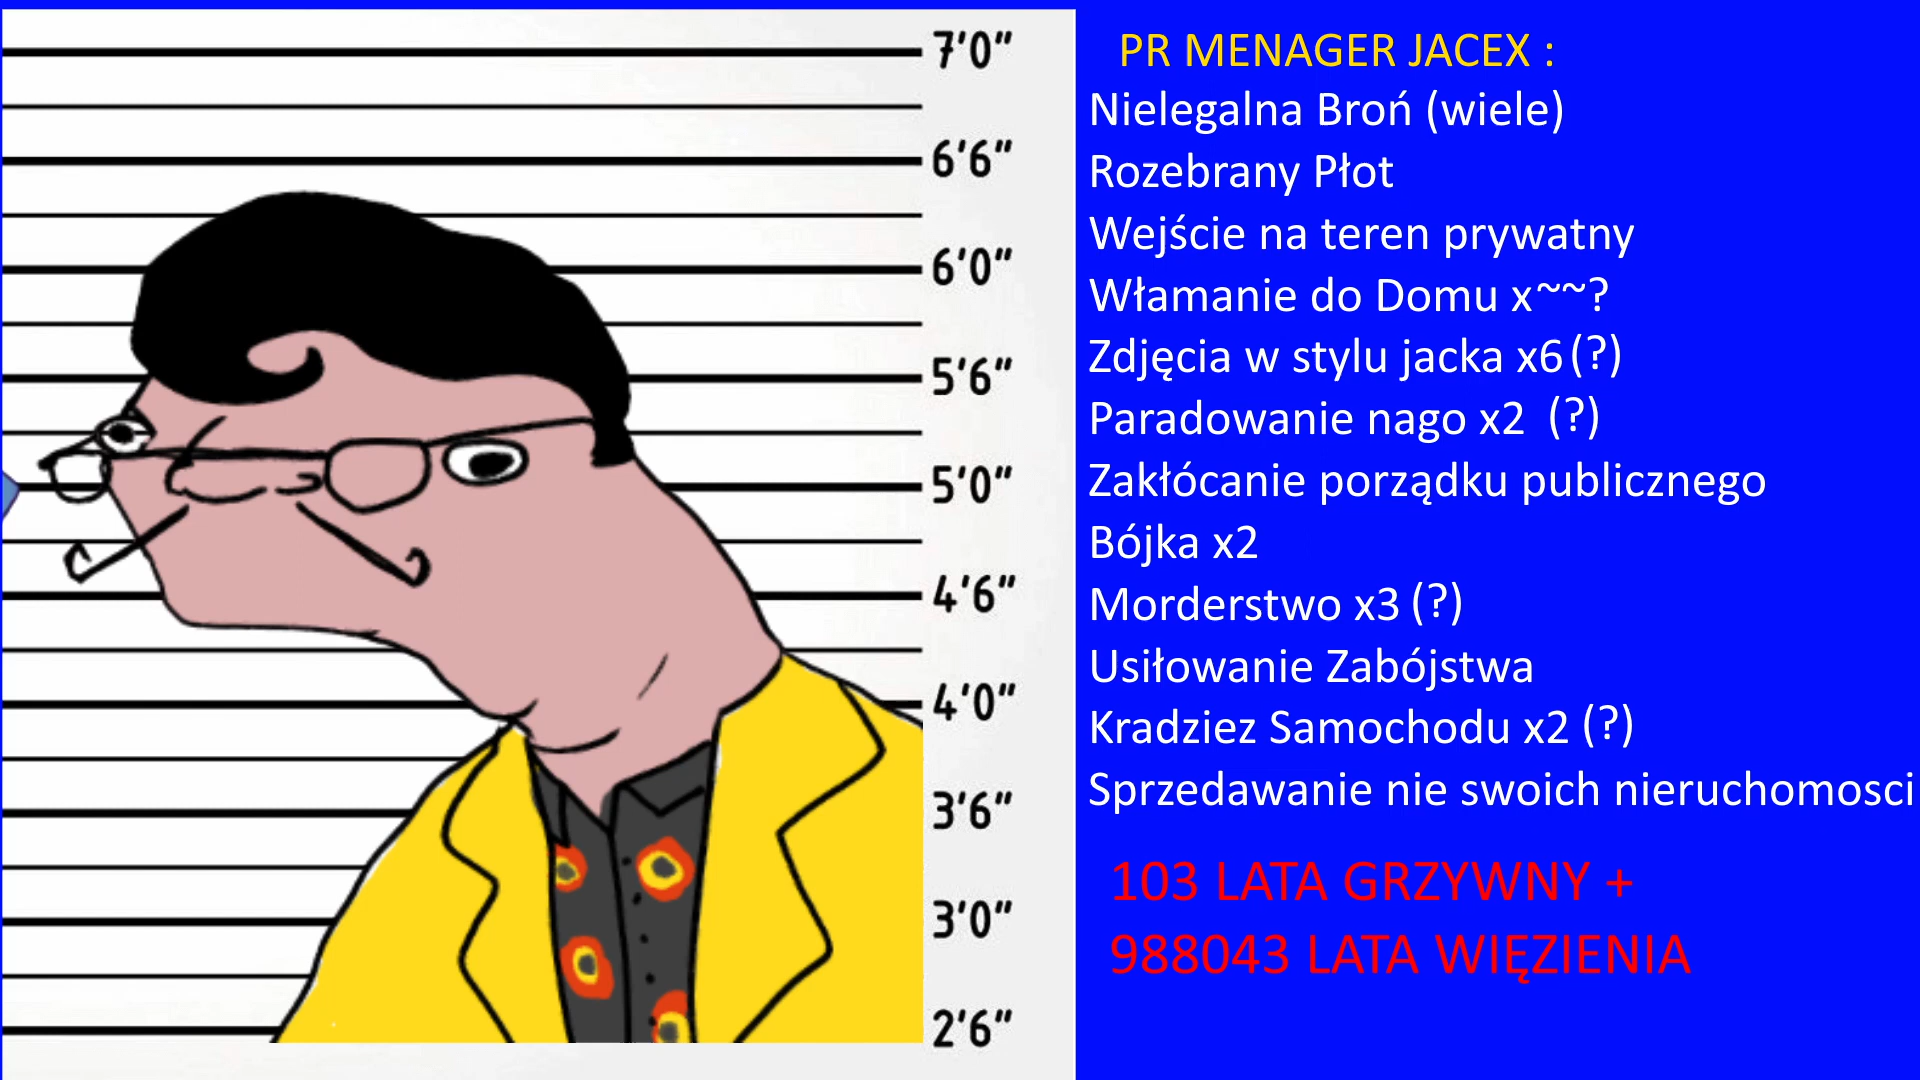 7'0"
6'6"
6'0"
5'6"
5'0"
4'6"
4'0"
3'6"
3'0"
2'6"
PR MENAGER JACEX :
Nielegalna Broń (wiele)
Rozebrany Płot
Wejście na teren prywatny
Włamanie do Domu x~~?
Zdjęcia w stylu jacka x6 (?)
Paradowanie nago x2 (?)
Zakłócanie porządku publicznego
Bójka x2
Morderstwo x3 (?)
Usiłowanie Zabójstwa
Kradziez Samochodu x2 (?)
Sprzedawanie nie swoich nieruchomosci
103 LATA GRZYWNY +
988043 LATA WIĘZIENIA